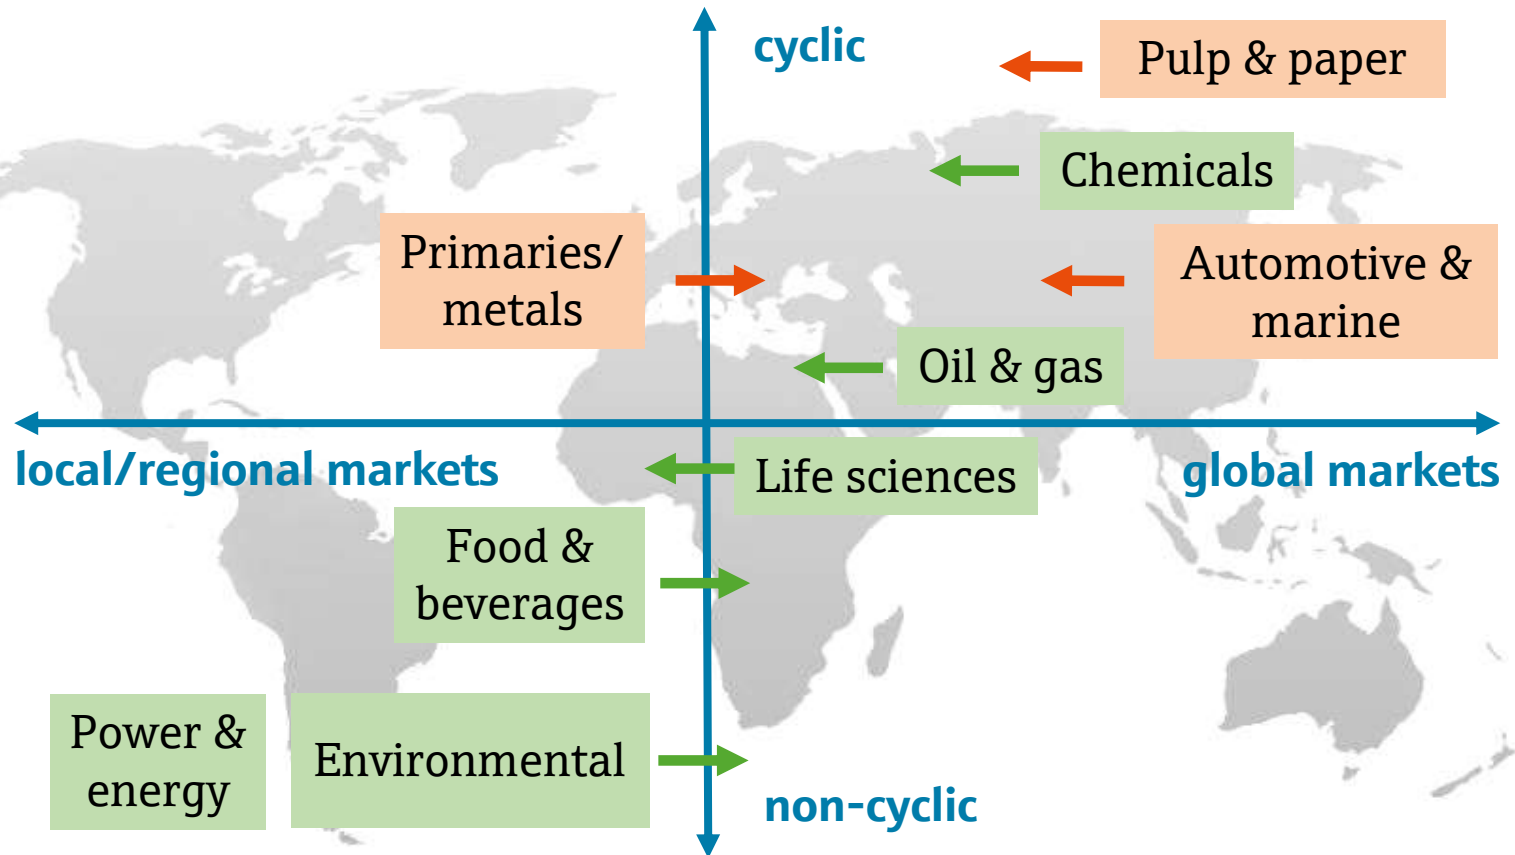 cyclic
Pulp & paper
Chemicals
Primaries/
metals
Automotive &
marine
Oil & gas
local/regional markets
global markets
Life sciences
Food &
beverages
Power &
energy
Environmental
non-cyclic